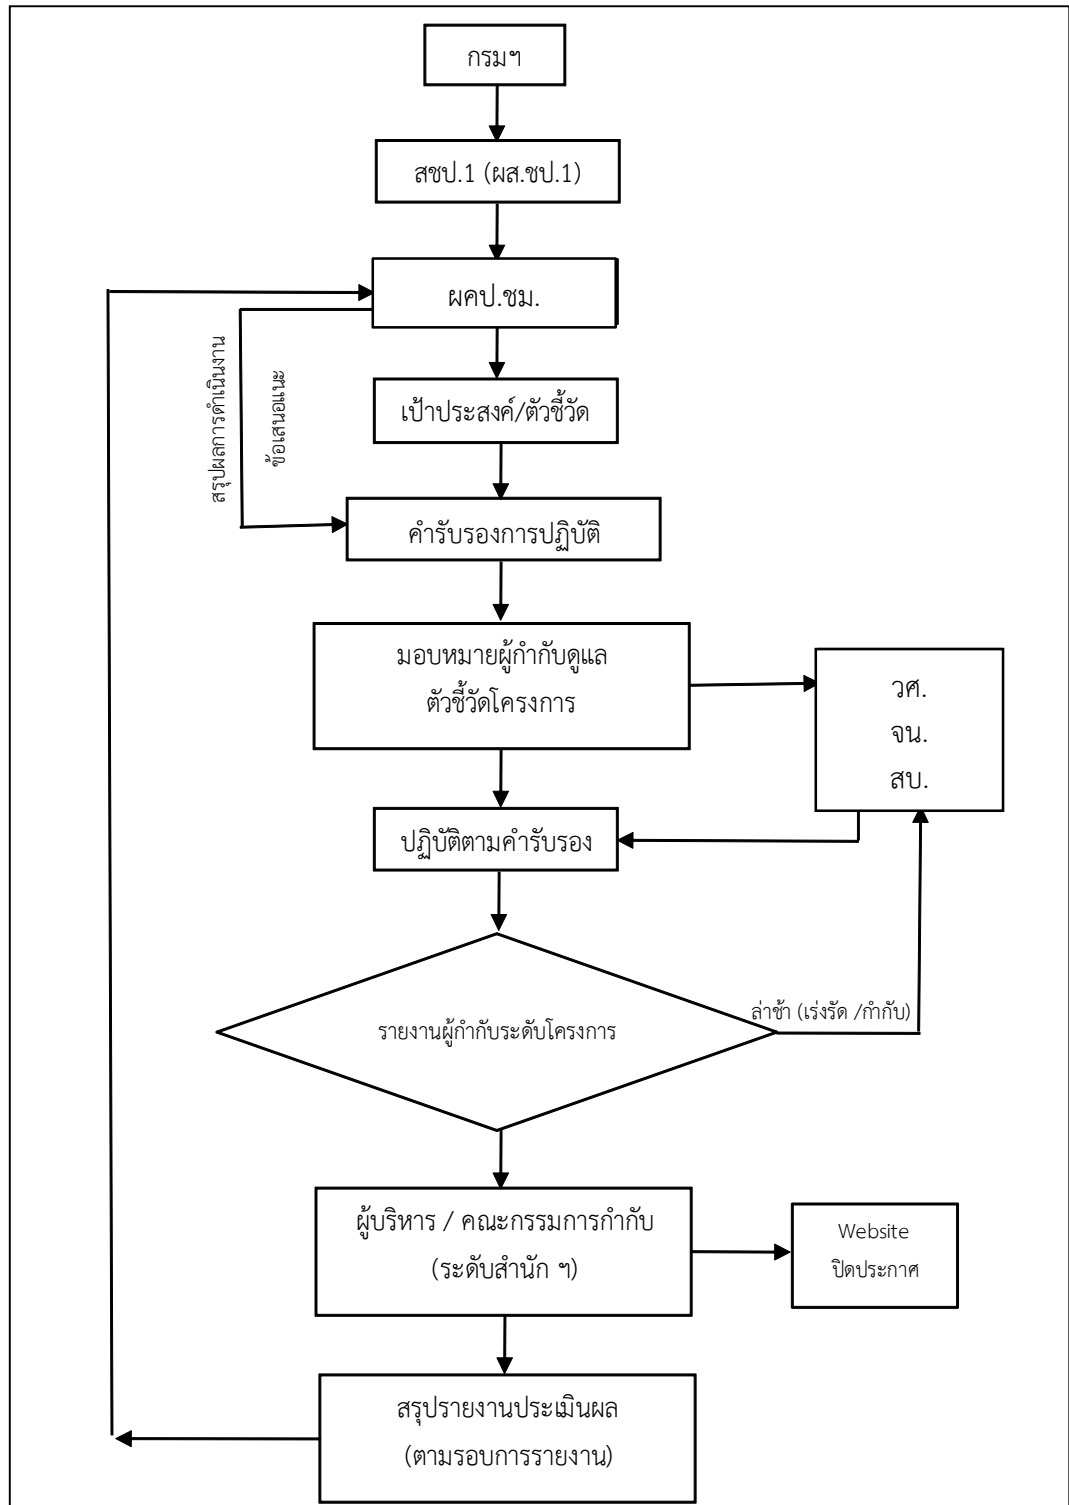 กรมฯ
สชป.1 (ผส.ชป.1)
ผคป.ชม.
สรุปผลการดำเนินงาน
ข้อเสนอแนะ
เป้าประสงค์/ตัวชี้วัด
คำรับรองการปฏิบัติ
มอบหมายผู้กำกับดูแล
ตัวชี้วัดโครงการ
วศ.
จน.
สบ.
ปฏิบัติตามคำรับรอง
ล่าช้า (เร่งรัด /กำกับ)
รายงานผู้กำกับระดับโครงการ
ผู้บริหาร / คณะกรรมการกำกับ
(ระดับสำนัก ฯ)
Website
ปิดประกาศ
สรุปรายงานประเมินผล
(ตามรอบการรายงาน)